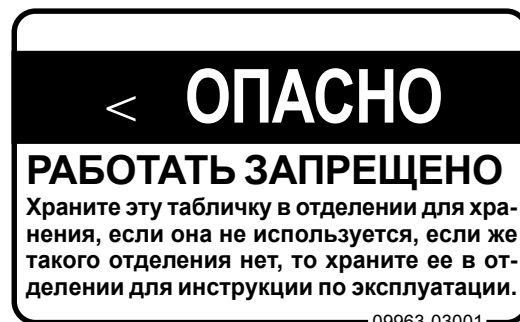 < ОПАСНО
РАБОТАТЬ ЗАПРЕЩЕНО
Храните эту табличку в отделении для хра-
нения, если она не используется, если же
такого отделения нет, то храните ее в от-
делении для инструкции по эксплуатации.
09963-03001